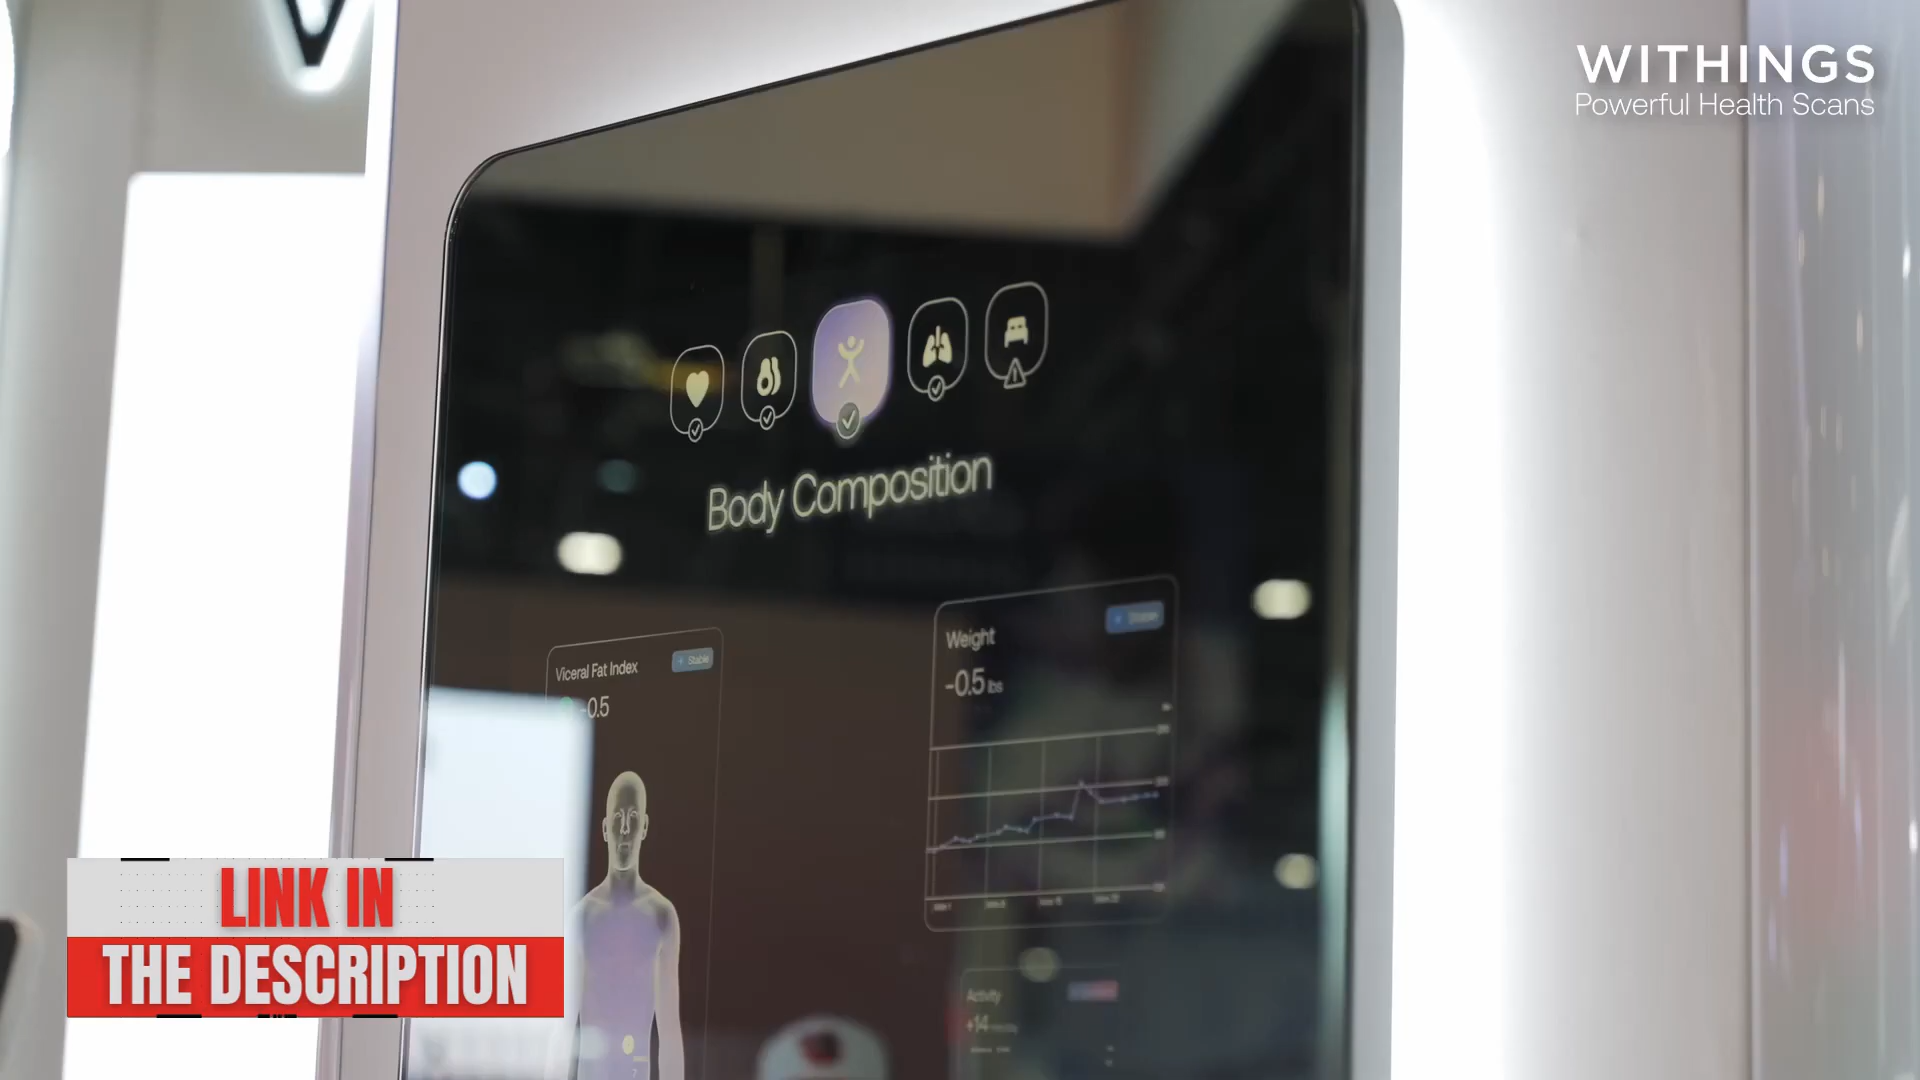 WITHINGS
Powerful Health Scans
Body Composition
Viceral Fat Index
Stable
-0.5
Weight
-0.5 lbs
Activity
+14
LINK IN
THE DESCRIPTION